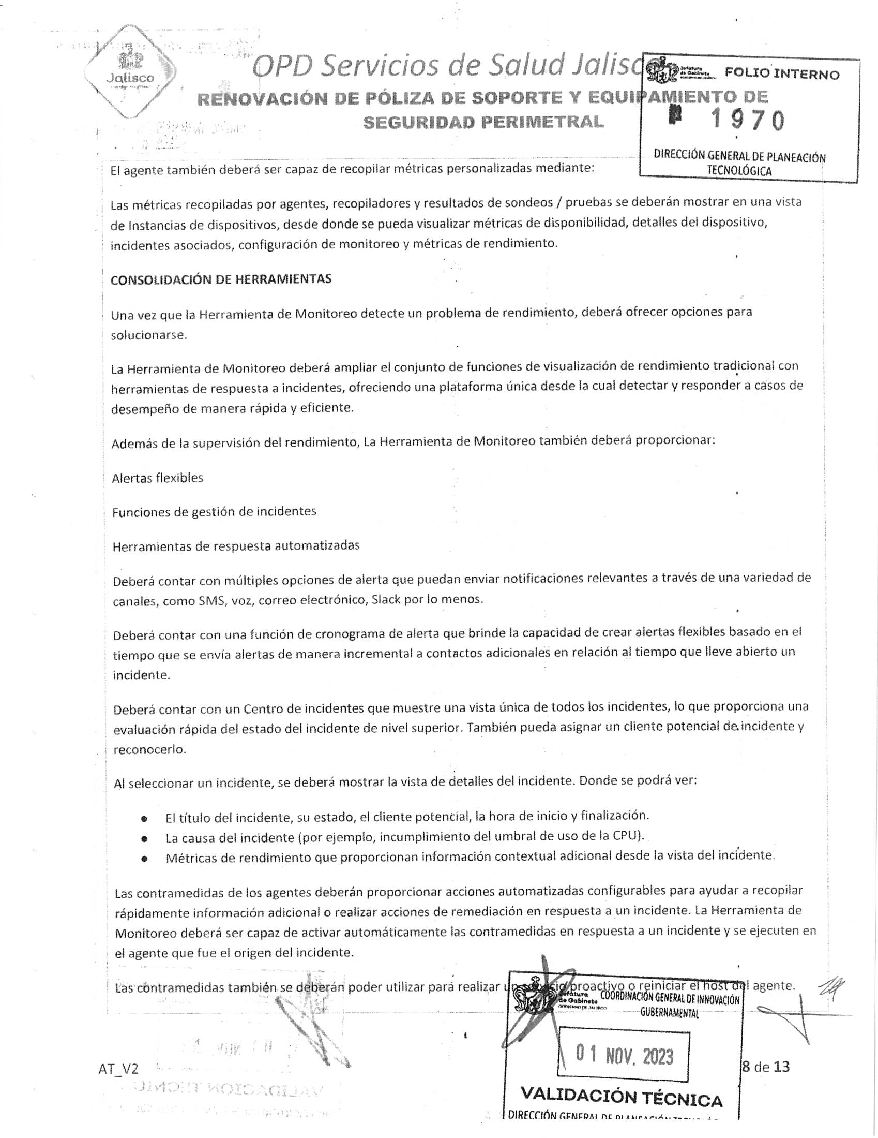 Jalisco
OPD Servicios de Salud Jalisc
RENOVACIÓN DE PÓLIZA DE SOPORTE Y EQUIPAMIENTO DE
SEGURIDAD PERIMETRAL
Jefatura
de Gabinete
FOLIO INTERNO
1970
DIRECCIÓN GENERAL DE PLANEACIÓN
TECNOLÓGICA
El agente también deberá ser capaz de recopilar métricas personalizadas mediante:
Las métricas recopiladas por agentes, recopiladores y resultados de sondeos / pruebas se deberán mostrar en una vista
de Instancias de dispositivos, desde donde se pueda visualizar métricas de disponibilidad, detalles del dispositivo,
incidentes asociados, configuración de monitoreo y métricas de rendimiento.
CONSOLIDACIÓN DE HERRAMIENTAS
Una vez que la Herramienta de Monitoreo detecte un problema de rendimiento, deberá ofrecer opciones para
solucionarse.
La Herramienta de Monitoreo deberá ampliar el conjunto de funciones de visualización de rendimiento tradicional con
herramientas de respuesta a incidentes, ofreciendo una plataforma única desde la cual detectar y responder a casos de
desempeño de manera rápida y eficiente.
Además de la supervisión del rendimiento, La Herramienta de Monitoreo también deberá proporcionar:
Alertas flexibles
Funciones de gestión de incidentes
Herramientas de respuesta automatizadas
Deberá contar con múltiples opciones de alerta que puedan enviar notificaciones relevantes a través de una variedad de
canales, como SMS, voz, correo electrónico, Slack por lo menos.
Deberá contar con una función de cronograma de alerta que brinde la capacidad de crear alertas flexibles basado en el
tiempo que se envía alertas de manera incremental a contactos adicionales en relación al tiempo que lleve abierto un
incidente.
Deberá contar con un Centro de incidentes que muestre una vista única de todos los incidentes, lo que proporciona una
evaluación rápida del estado del incidente de nivel superior. También pueda asignar un cliente potencial de incidente y
reconocerlo.
Al seleccionar un incidente, se deberá mostrar la vista de detalles del incidente. Donde se podrá ver:
• El título del incidente, su estado, el cliente potencial, la hora de inicio y finalización.
• La causa del incidente (por ejemplo, incumplimiento del umbral de uso de la CPU).
• Métricas de rendimiento que proporcionan información contextual adicional desde la vista del incidente.
Las contramedidas de los agentes deberán proporcionar acciones automatizadas configurables para ayudar a recopilar
rápidamente información adicional o realizar acciones de remediación en respuesta a un incidente. La Herramienta de
Monitoreo deberá ser capaz de activar automáticamente las contramedidas en respuesta a un incidente y se ejecuten en
el agente que fue el origen del incidente.
Las contramedidas también se deberán poder utilizar para realizar proactivo o reiniciar el host del agente.
Jefatura
de Gabinete
COORDINACIÓN GENERAL DE INNOVACIÓN
GUBERNAMENTAL
01 NOV. 2023
AT_V2
8 de 13
VALIDACIÓN TÉCNICA
DIRECCIÓN GENERAL DE PLANEACIÓN